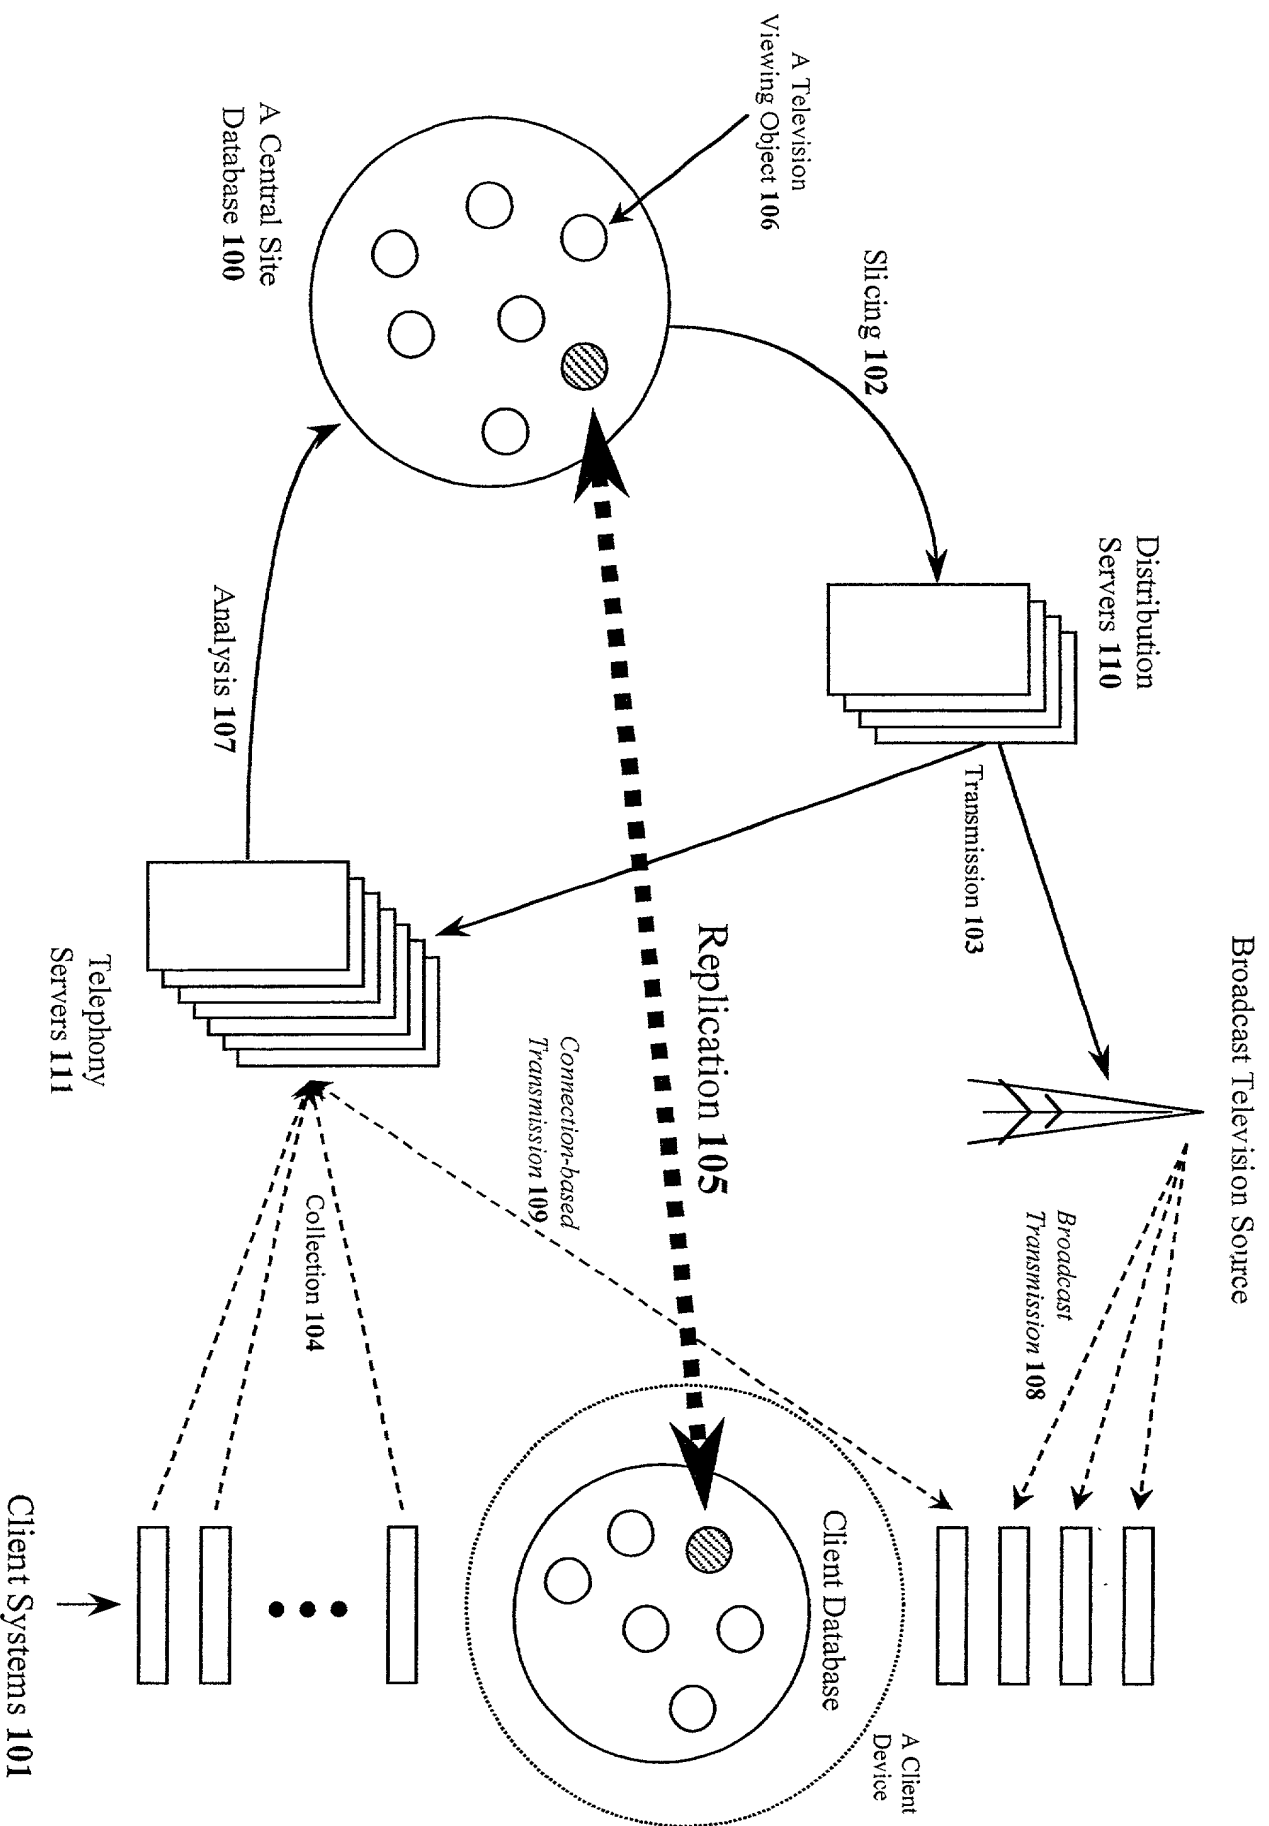 Broadcast Television Source
Distribution
Servers 110
Broadcast
Transmission 108
Transmission 103
Slicing 102
A Client
Device
Client Database
A Television
Viewing Object 106
Replication 105
Connection-based
Transmission 109
Collection 104
A Central Site
Database 100
Analysis 107
Telephony
Servers 111
Client Systems 101